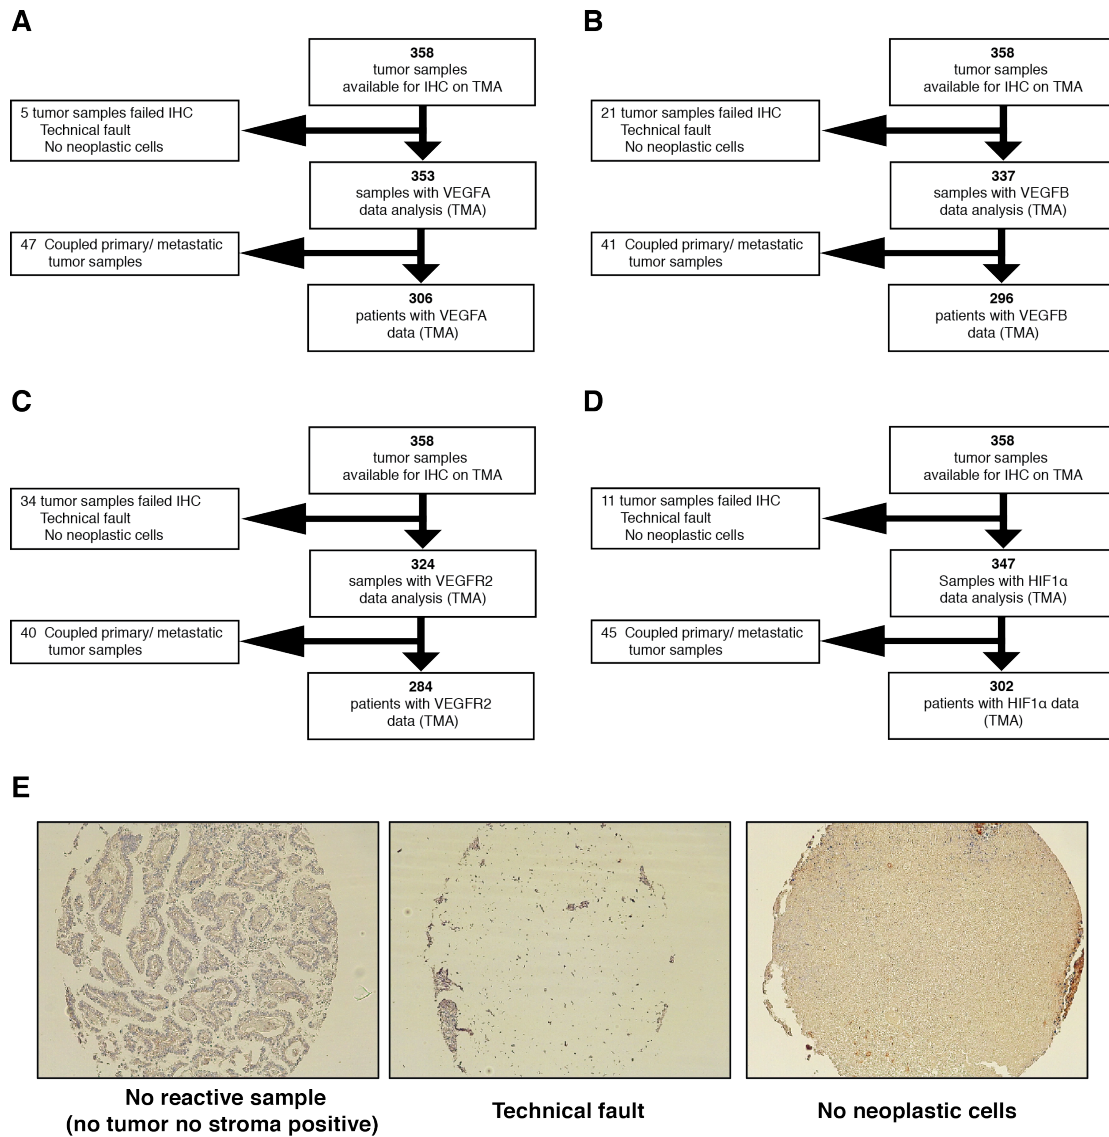 A
358
tumor samples
available for IHC on TMA
5 tumor samples failed IHC
Technical fault
No neoplastic cells
353
samples with VEGFA
data analysis (TMA)
47 Coupled primary/ metastatic
tumor samples
306
patients with VEGFA
data (TMA)
B
358
tumor samples
available for IHC on TMA
21 tumor samples failed IHC
Technical fault
No neoplastic cells
337
samples with VEGFB
data analysis (TMA)
41 Coupled primary/ metastatic
tumor samples
296
patients with VEGFB
data (TMA)
C
358
tumor samples
available for IHC on TMA
34 tumor samples failed IHC
Technical fault
No neoplastic cells
324
samples with VEGFR2
data analysis (TMA)
40 Coupled primary/ metastatic
tumor samples
284
patients with VEGFR2
data (TMA)
D
358
tumor samples
available for IHC on TMA
11 tumor samples failed IHC
Technical fault
No neoplastic cells
347
Samples with HIF1α
data analysis (TMA)
45 Coupled primary/ metastatic
tumor samples
302
patients with HIF1α data
(TMA)
E
No reactive sample
(no tumor no stroma positive)
Technical fault
No neoplastic cells